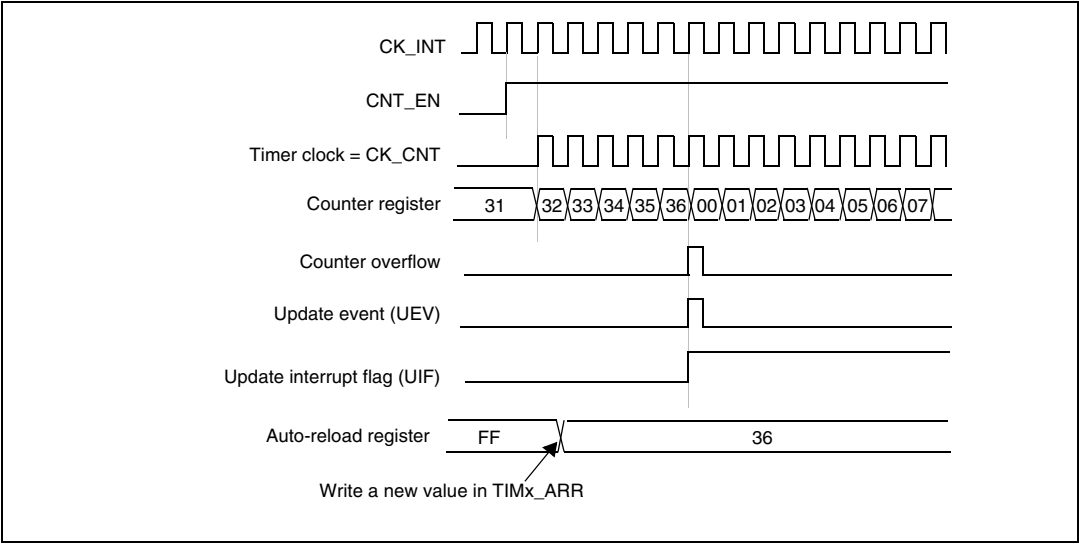 CK_INT
CNT_EN
Timer clock = CK_CNT
Counter register 31 32 33 34 35 36 00 01 02 03 04 05 06 07
Counter overflow
Update event (UEV)
Update interrupt flag (UIF)
Auto-reload register FF 36
Write a new value in TIMx_ARR